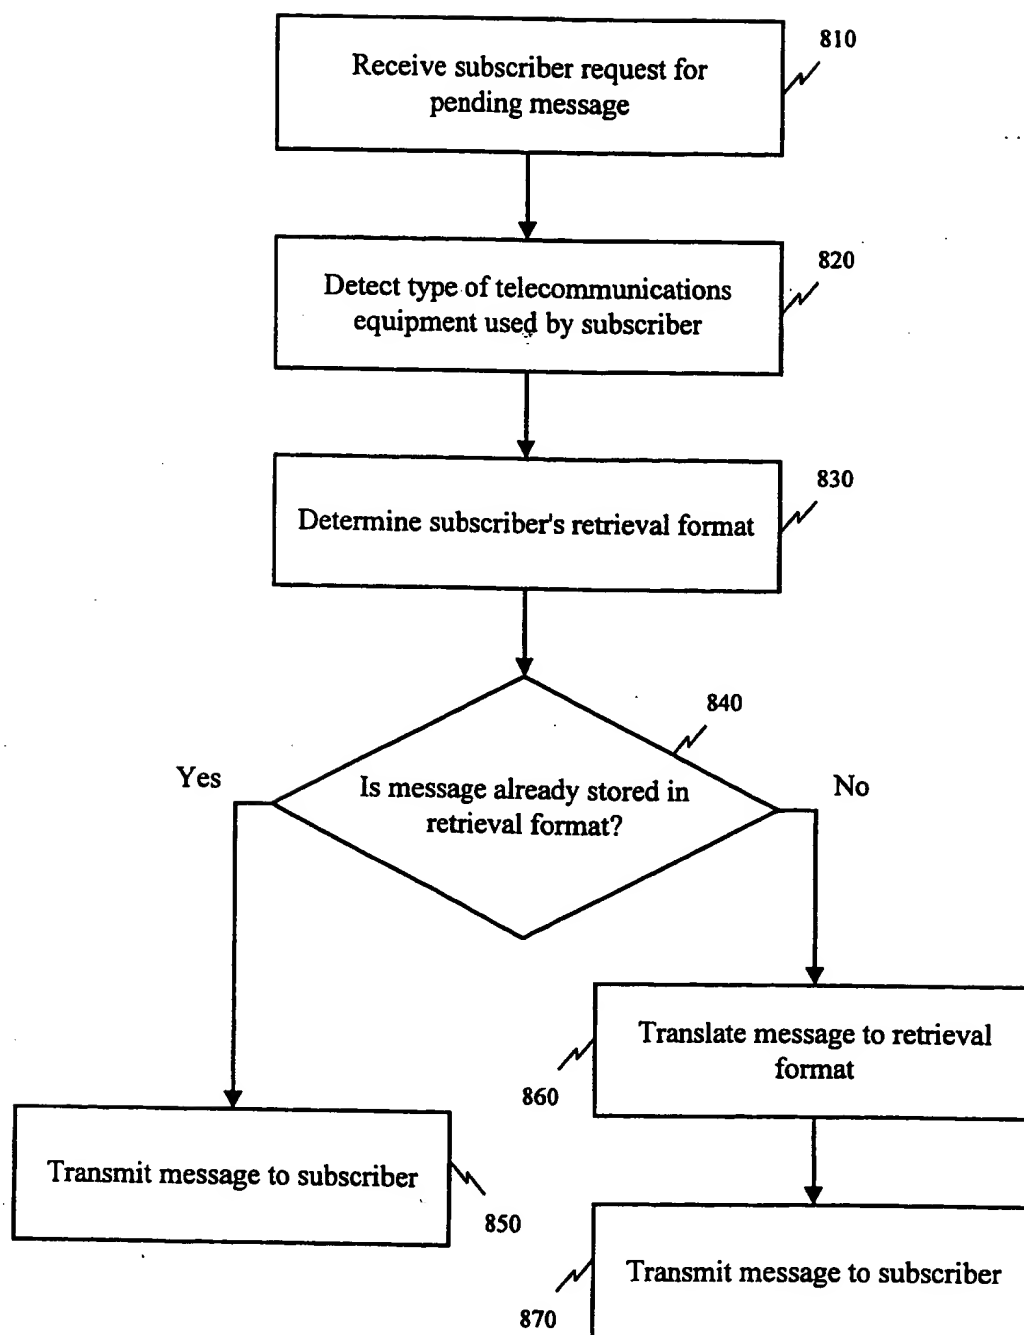 810
Receive subscriber request for
pending message
820
Detect type of telecommunications
equipment used by subscriber
830
Determine subscriber's retrieval format
840
Yes
Is message already stored in
retrieval format?
No
Translate message to retrieval
format
860
Transmit message to subscriber
850
Transmit message to subscriber
870